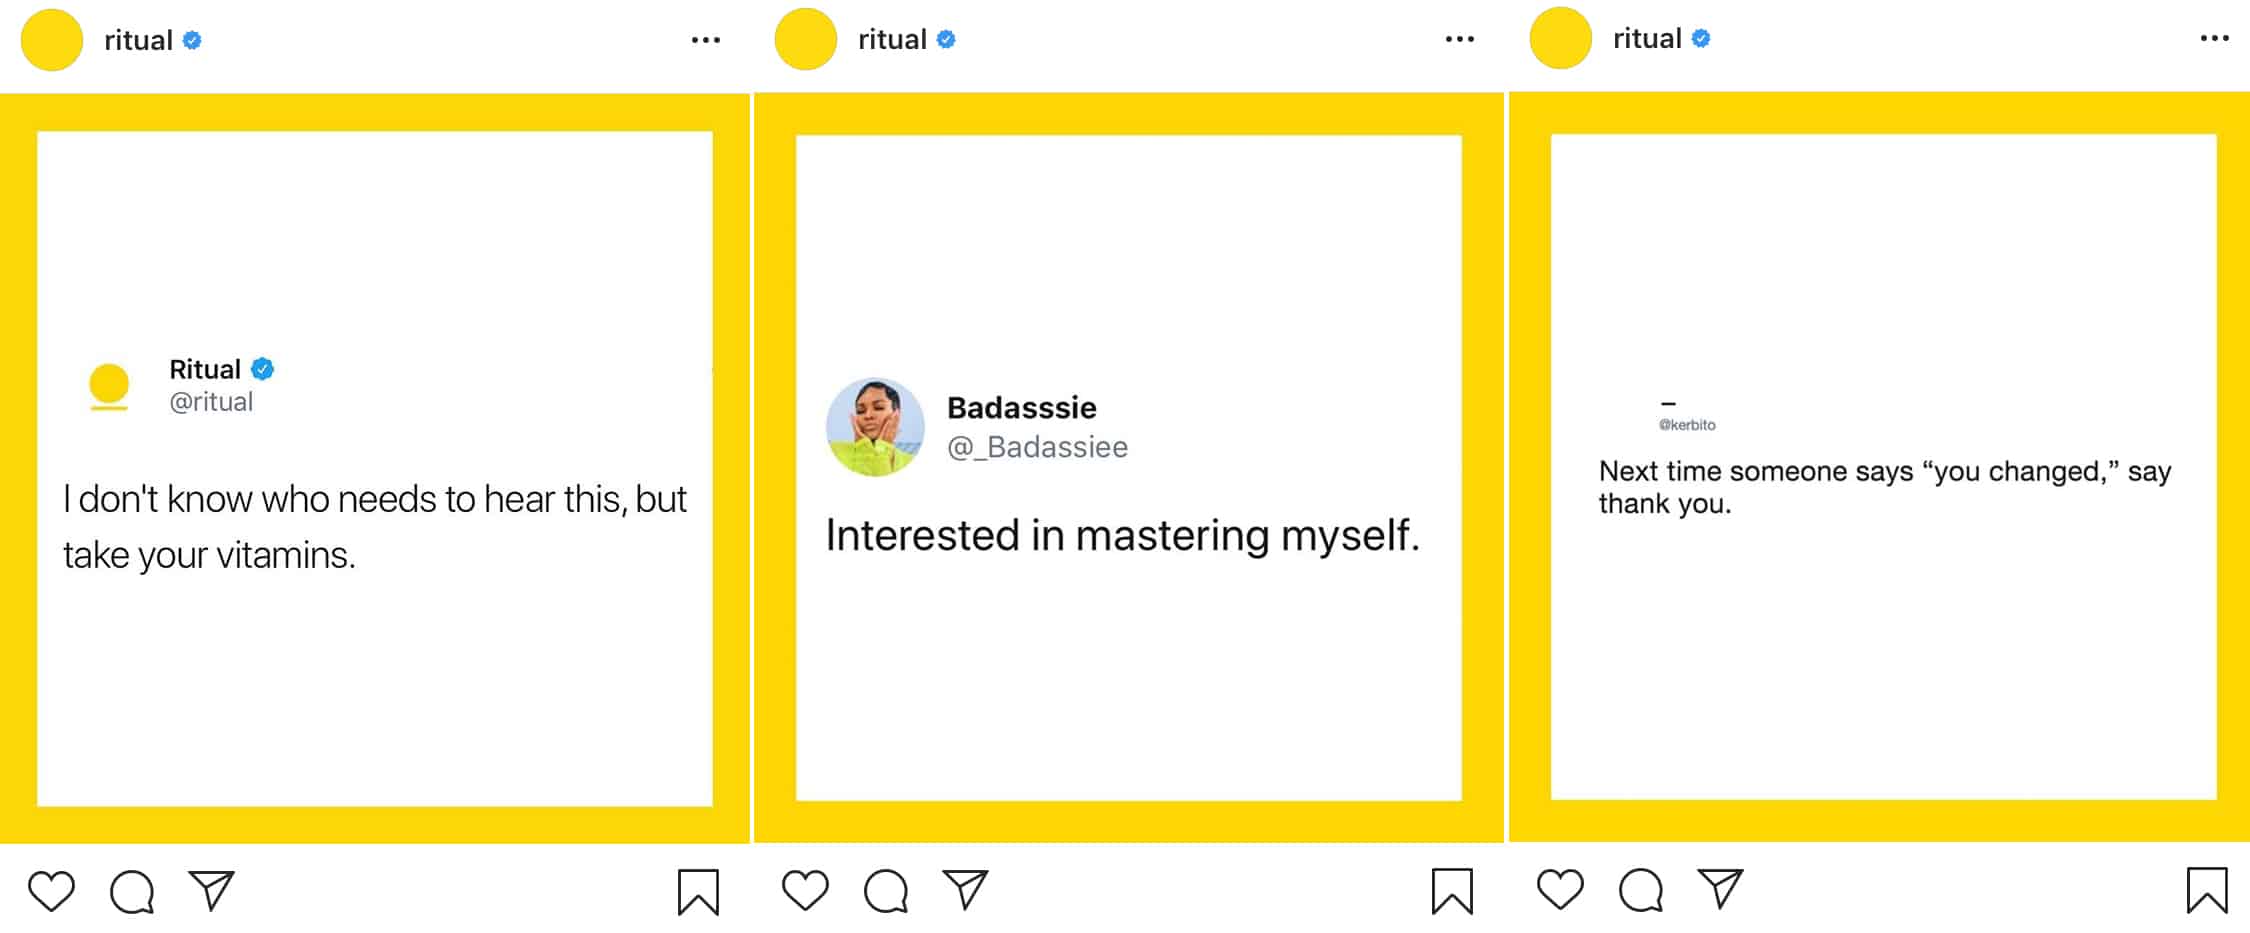 ritual
Ritual
@ritual
I don't know who needs to hear this, but
take your vitamins.
ritual
Badasssie
@_Badassiee
Interested in mastering myself.
ritual
–
@kerbito
Next time someone says “you changed,” say
thank you.